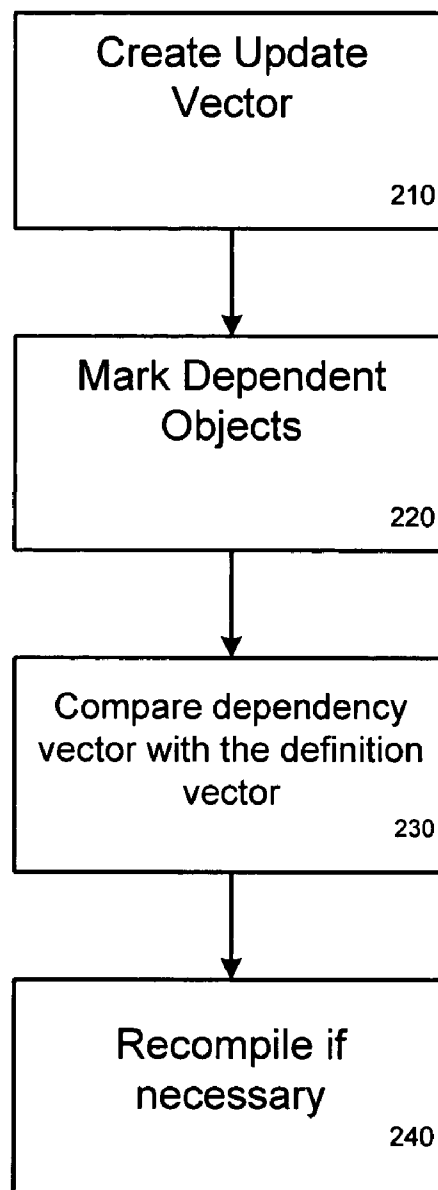 Create Update
Vector
210
Mark Dependent
Objects
220
Compare dependency
vector with the definition
vector
230
Recompile if
necessary
240